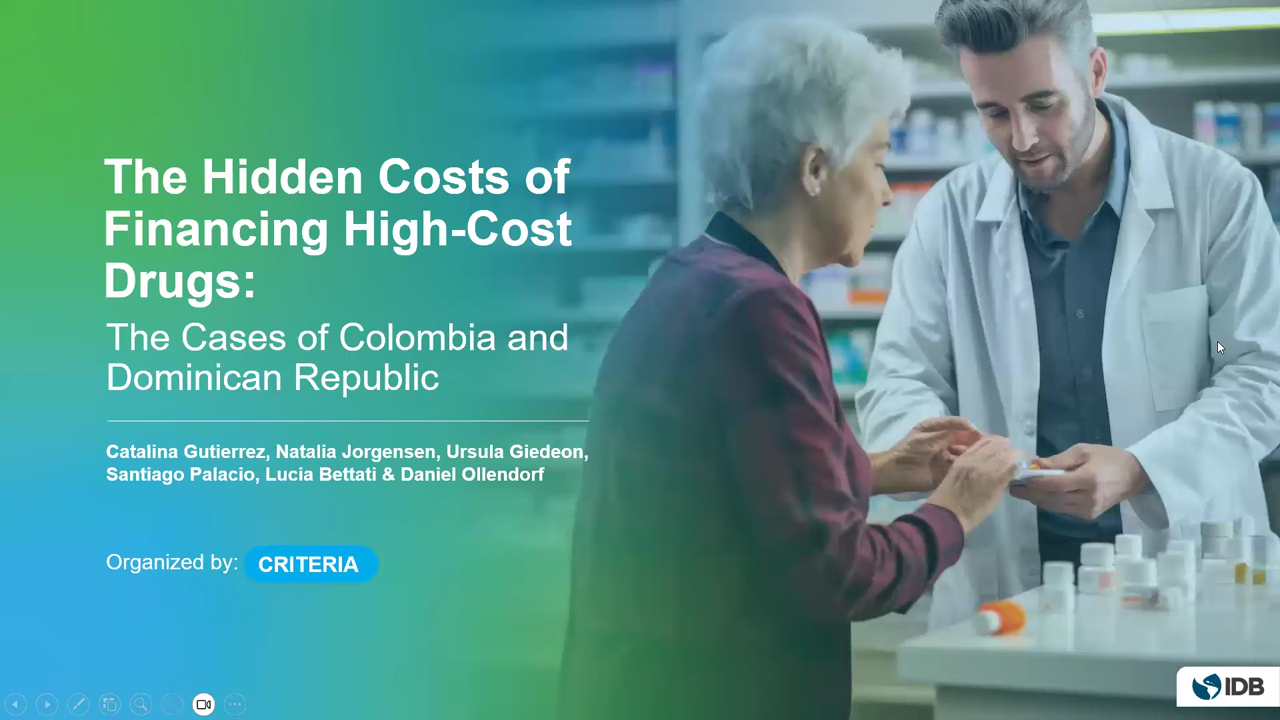 The Hidden Costs of
Financing High-Cost
Drugs:
The Cases of Colombia and
Dominican Republic
Catalina Gutierrez, Natalia Jorgensen, Ursula Giedeon,
Santiago Palacio, Lucia Bettati & Daniel Ollendorf
Organized by: CRITERIA
IDB